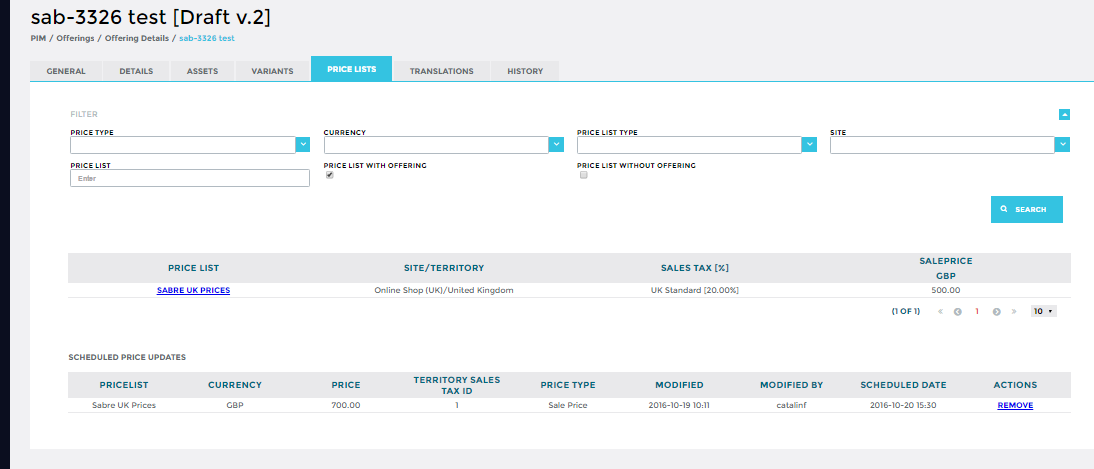 sab-3326 test [Draft v.2]
PIM / Offerings / Offering Details / sab-3326 test
GENERAL DETAILS ASSETS VARIANTS PRICE LISTS TRANSLATIONS HISTORY
FILTER
PRICE TYPE CURRENCY PRICE LIST TYPE SITE
PRICE LIST PRICE LIST WITH OFFERING PRICE LIST WITHOUT OFFERING
Enter
SEARCH
PRICE LIST SITE/TERRITORY SALES TAX [%] SALEPRICE
GBP
SABRE UK PRICES Online Shop (UK)/United Kingdom UK Standard [20.00%] 500.00
(1 OF 1) « 1 » 10
SCHEDULED PRICE UPDATES
PRICELIST CURRENCY PRICE TERRITORY SALES TAX ID PRICE TYPE MODIFIED MODIFIED BY SCHEDULED DATE ACTIONS
Sabre UK Prices GBP 700.00 1 Sale Price 2016-10-19 10:11 catalinf 2016-10-20 15:30 REMOVE